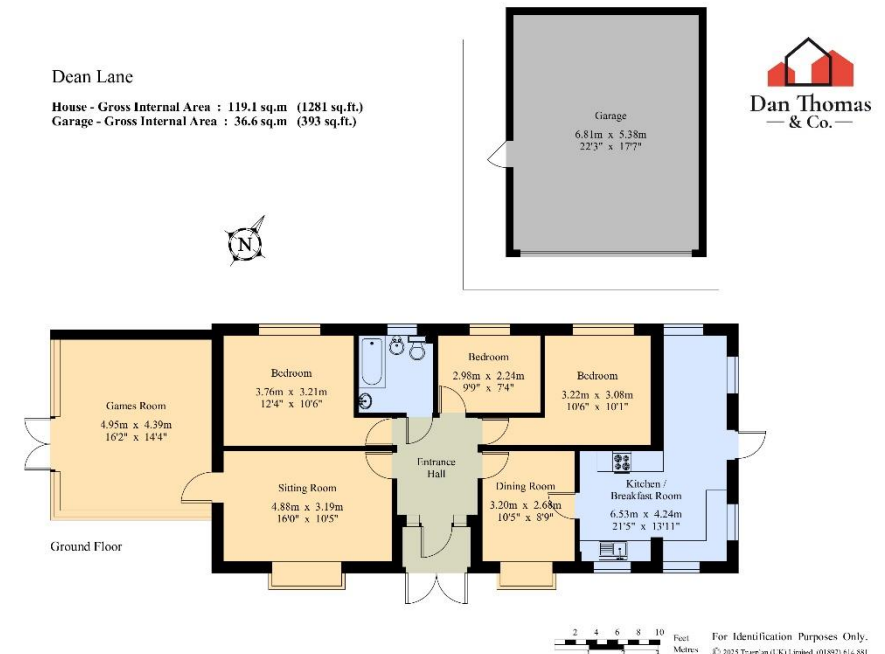 Dean Lane
House - Gross Internal Area : 119.1 sq.m (1281 sq.ft.)
Garage - Gross Internal Area : 36.6 sq.m (393 sq.ft.)
Dan Thomas
& Co.
Garage
6.81m x 5.38m
22'3" x 17'7"
N
Bedroom
3.76m x 3.21m
12'4" x 10'6"
Bedroom
2.98m x 2.24m
9'9" x 7'4"
Bedroom
3.22m x 3.08m
10'6" x 10'1"
Games Room
4.95m x 4.39m
16'2" x 14'4"
Entrance
Hall
Sitting Room
4.88m x 3.19m
16'0" x 10'5"
Dining Room
3.20m x 2.68m
10'5" x 8'9"
Kitchen /
Breakfast Room
6.53m x 4.24m
21'5" x 13'11"
Ground Floor
2 4 6 8 10 Feet
Metres
For Identification Purposes Only.
© 2025 (UK) Limited (01892) 614 881